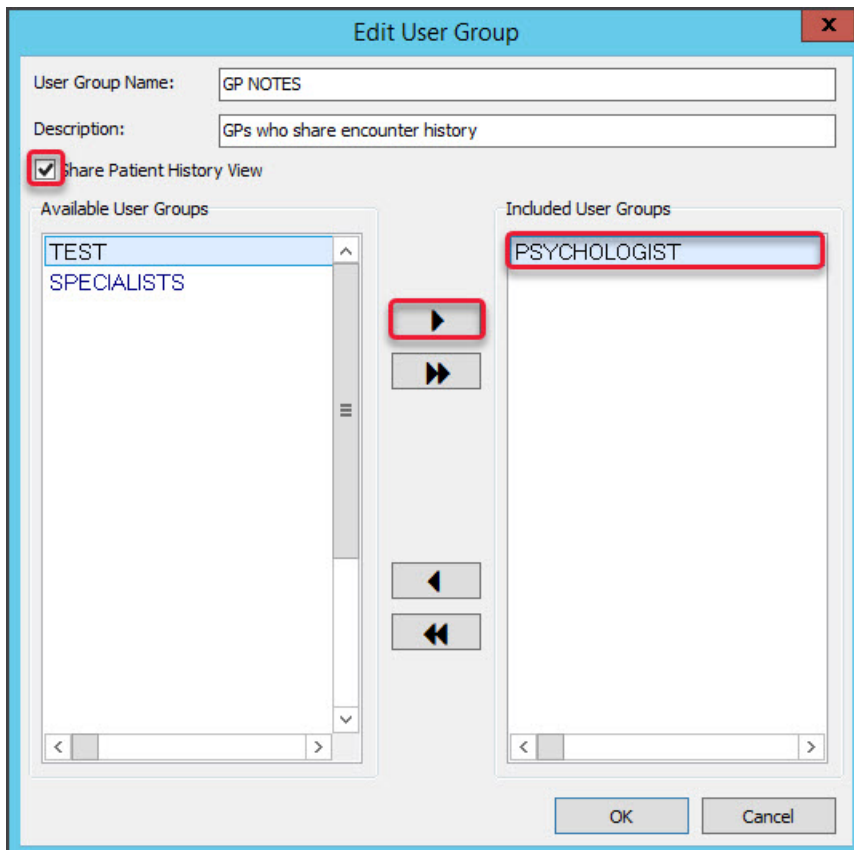 Edit User Group
x
User Group Name: GP NOTES
Description: GPs who share encounter history
Share Patient History View
Available User Groups
TEST
SPECIALISTS
Included User Groups
PSYCHOLOGIST
OK Cancel